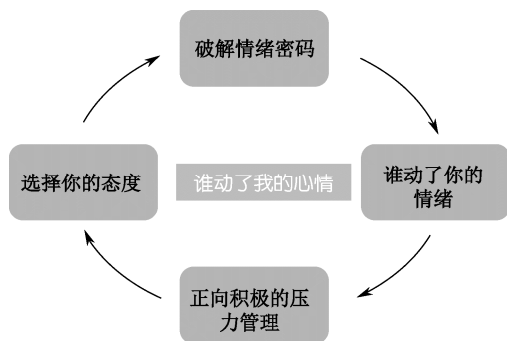 破解情绪密码
选择你的态度
谁动了我的心情
谁动了你的
情绪
正向积极的压
力管理